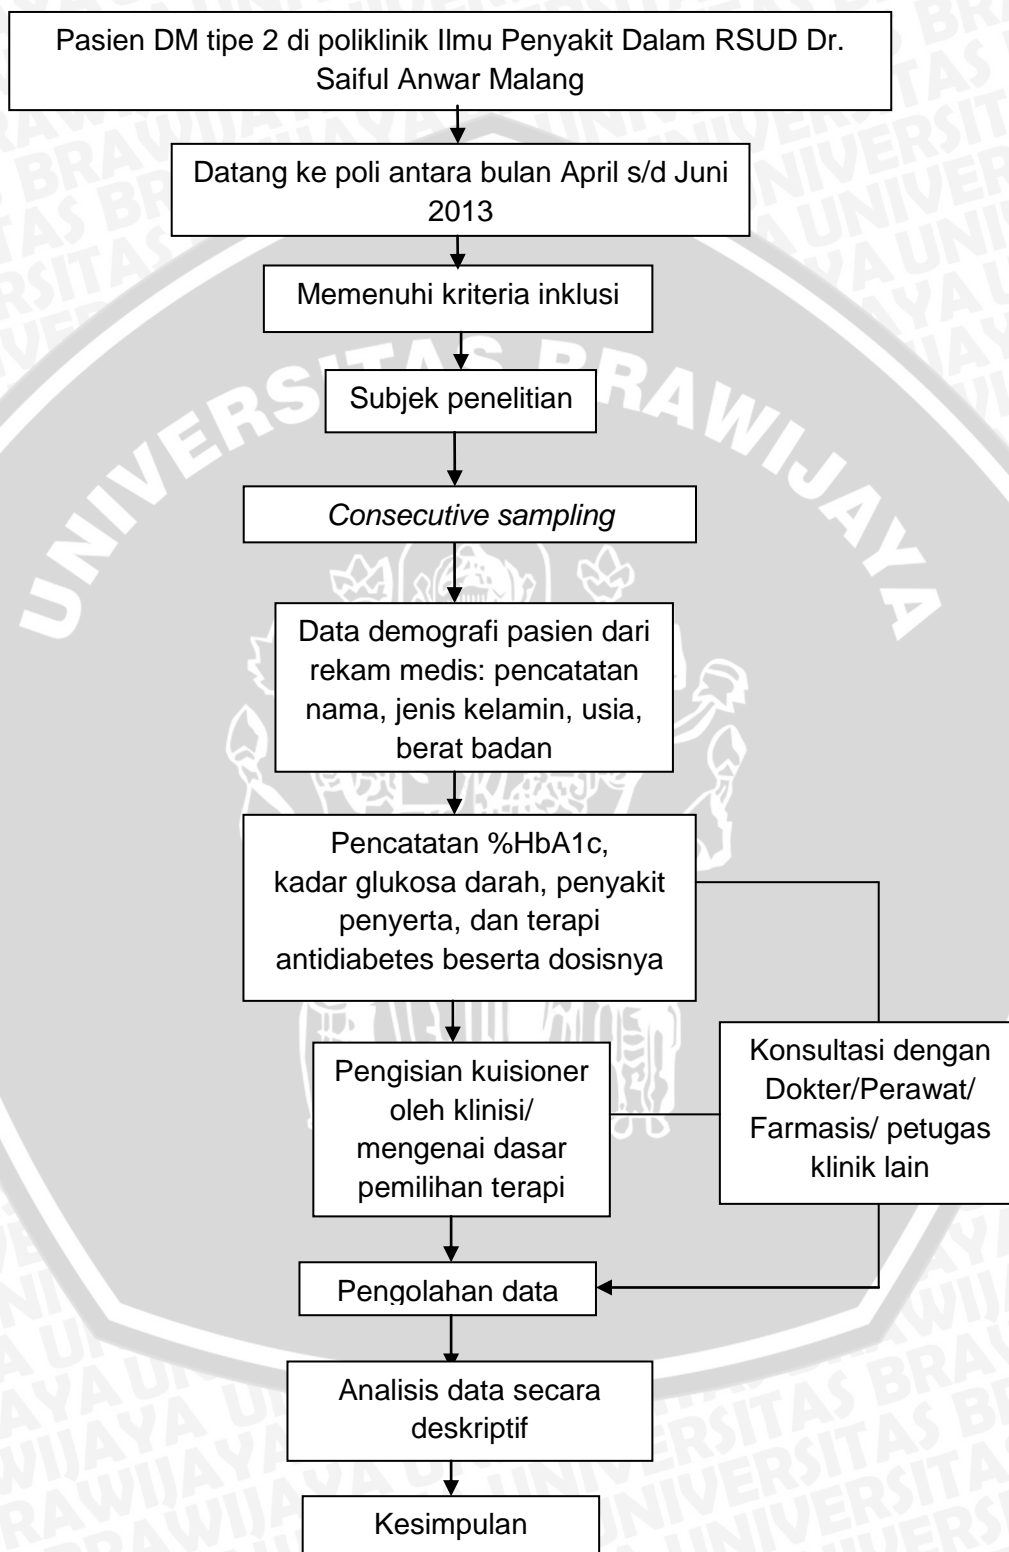 Pasien DM tipe 2 di poliklinik Ilmu Penyakit Dalam RSUD Dr.
Saiful Anwar Malang
Datang ke poli antara bulan April s/d Juni
2013
Memenuhi kriteria inklusi
UNIVERSITAS BRAWIJAYA
Subjek penelitian
Consecutive sampling
Data demografi pasien dari
rekam medis: pencatatan
nama, jenis kelamin, usia,
berat badan
Pencatatan %HbA1c,
kadar glukosa darah, penyakit
penyerta, dan terapi
antidiabetes beserta dosisnya
Pengisian kuisioner
oleh klinisi/
mengenai dasar
pemilihan terapi
Konsultasi dengan
Dokter/Perawat/
Farmasis/ petugas
klinik lain
Pengolahan data
Analisis data secara
deskriptif
Kesimpulan